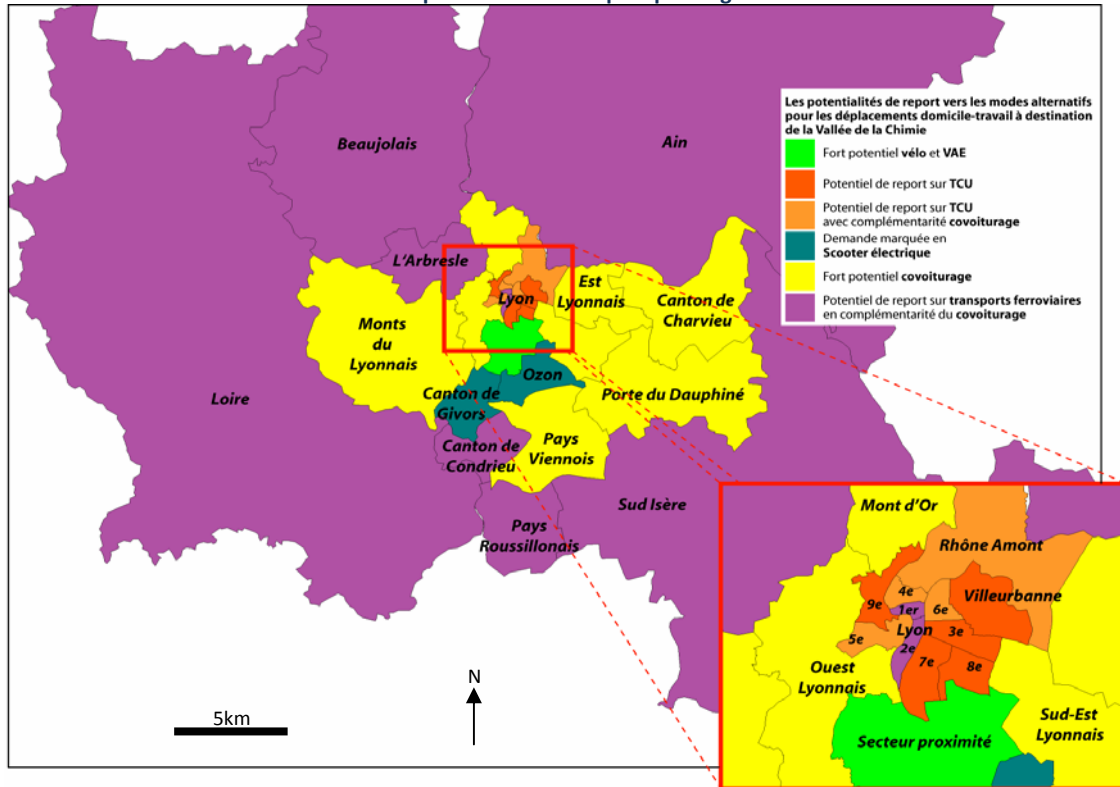 Les potentialités de report vers les modes alternatifs
pour les déplacements domicile-travail à destination
de la Vallée de la Chimie
Fort potentiel vélo et VAE
Potentiel de report sur TCU
Potentiel de report sur TCU
avec complémentarité covoiturage
Demande marquée en
Scooter électrique
Fort potentiel covoiturage
Potentiel de report sur transports ferroviaires
en complémentarité du covoiturage
Beaujolais
Ain
L'Arbresle
Lyon
Est
Lyonnais
Canton de
Charvieu
Monts
du
Lyonnais
Loire
Ozon
Canton de
Givors
Porte du Dauphiné
Canton de
Condrieu
Pays
Viennois
Sud Isère
Pays
Roussillonais
N
5km
Mont d'Or
Rhône Amont
Villeurbanne
9e
4e
1er
6e
Lyon
3e
5e
2e
7e
8e
Ouest
Lyonnais
Sud-Est
Lyonnais
Secteur proximité